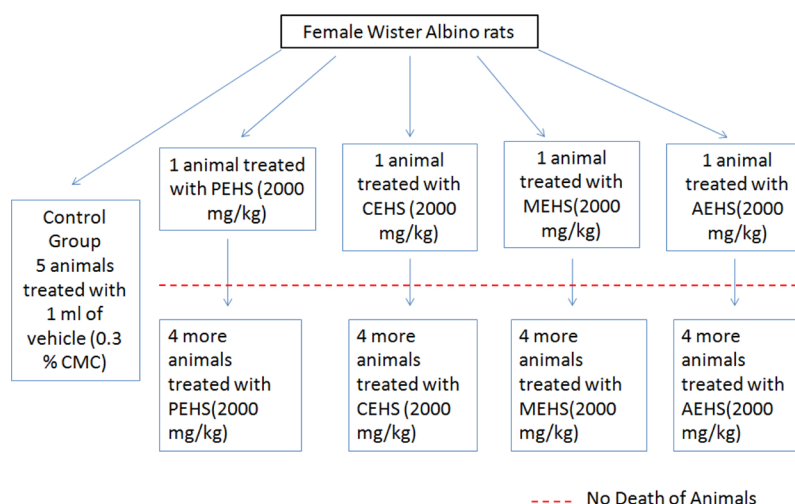 Female Wister Albino rats
Control
Group
5 animals
treated with
1 ml of
vehicle (0.3
% CMC)
1 animal treated
with PEHS (2000
mg/kg)
1 animal
treated with
CEHS (2000
mg/kg)
1 animal
treated with
MEHS(2000
mg/kg)
1 animal
treated with
AEHS(2000
mg/kg)
4 more
animals
treated with
PEHS(2000
mg/kg)
4 more
animals
treated with
CEHS (2000
mg/kg)
4 more
animals
treated with
MEHS(2000
mg/kg)
4 more
animals
treated with
AEHS(2000
mg/kg)
No Death of Animals